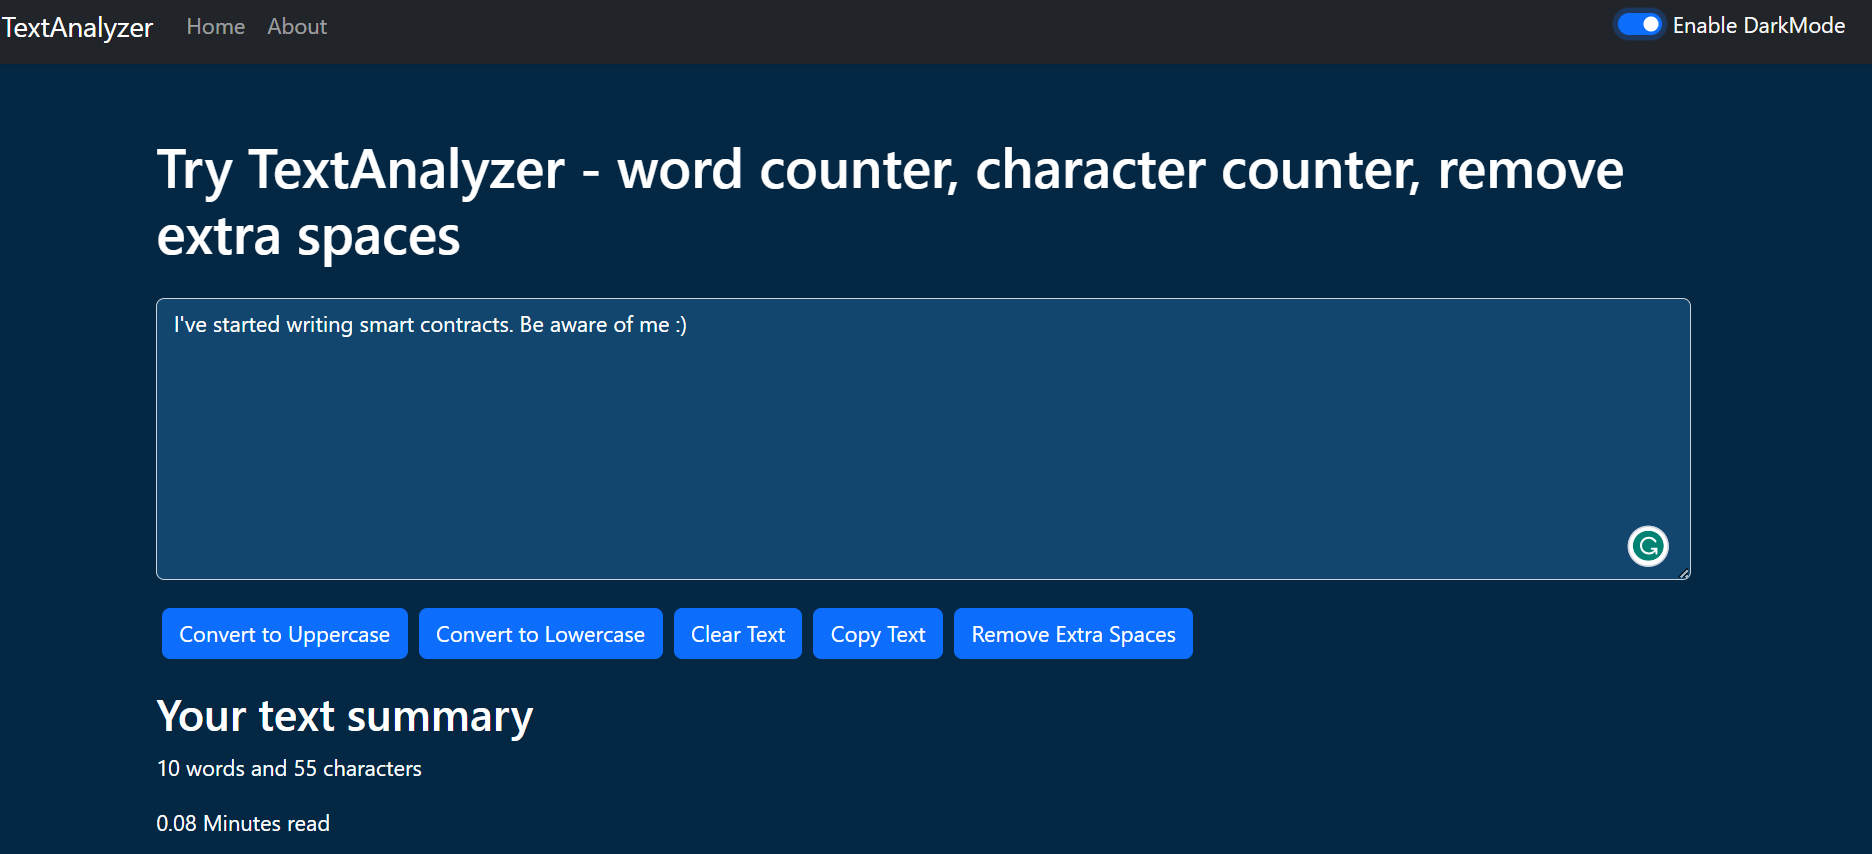 TextAnalyzer Home About Enable DarkMode
Try TextAnalyzer - word counter, character counter, remove
extra spaces
I've started writing smart contracts. Be aware of me :)
Convert to Uppercase Convert to Lowercase Clear Text Copy Text Remove Extra Spaces
Your text summary
10 words and 55 characters
0.08 Minutes read